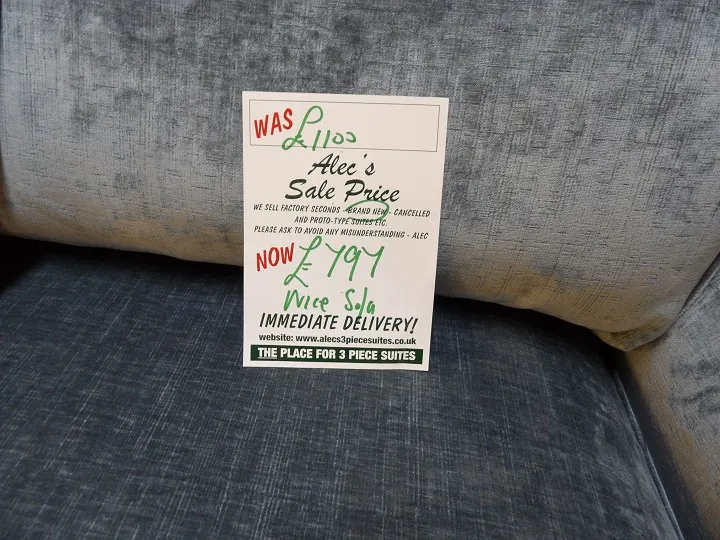 WAS £1100
Alec's
Sale Price
WE SELL FACTORY SECONDS - BRAND NEW - CANCELLED
AND PROTO-TYPE SUITES ETC.
PLEASE ASK TO AVOID ANY MISUNDERSTANDING - ALEC
NOW £797
Nice Sofa
IMMEDIATE DELIVERY!
website: www.alecs3piecesuites.co.uk
THE PLACE FOR 3 PIECE SUITES